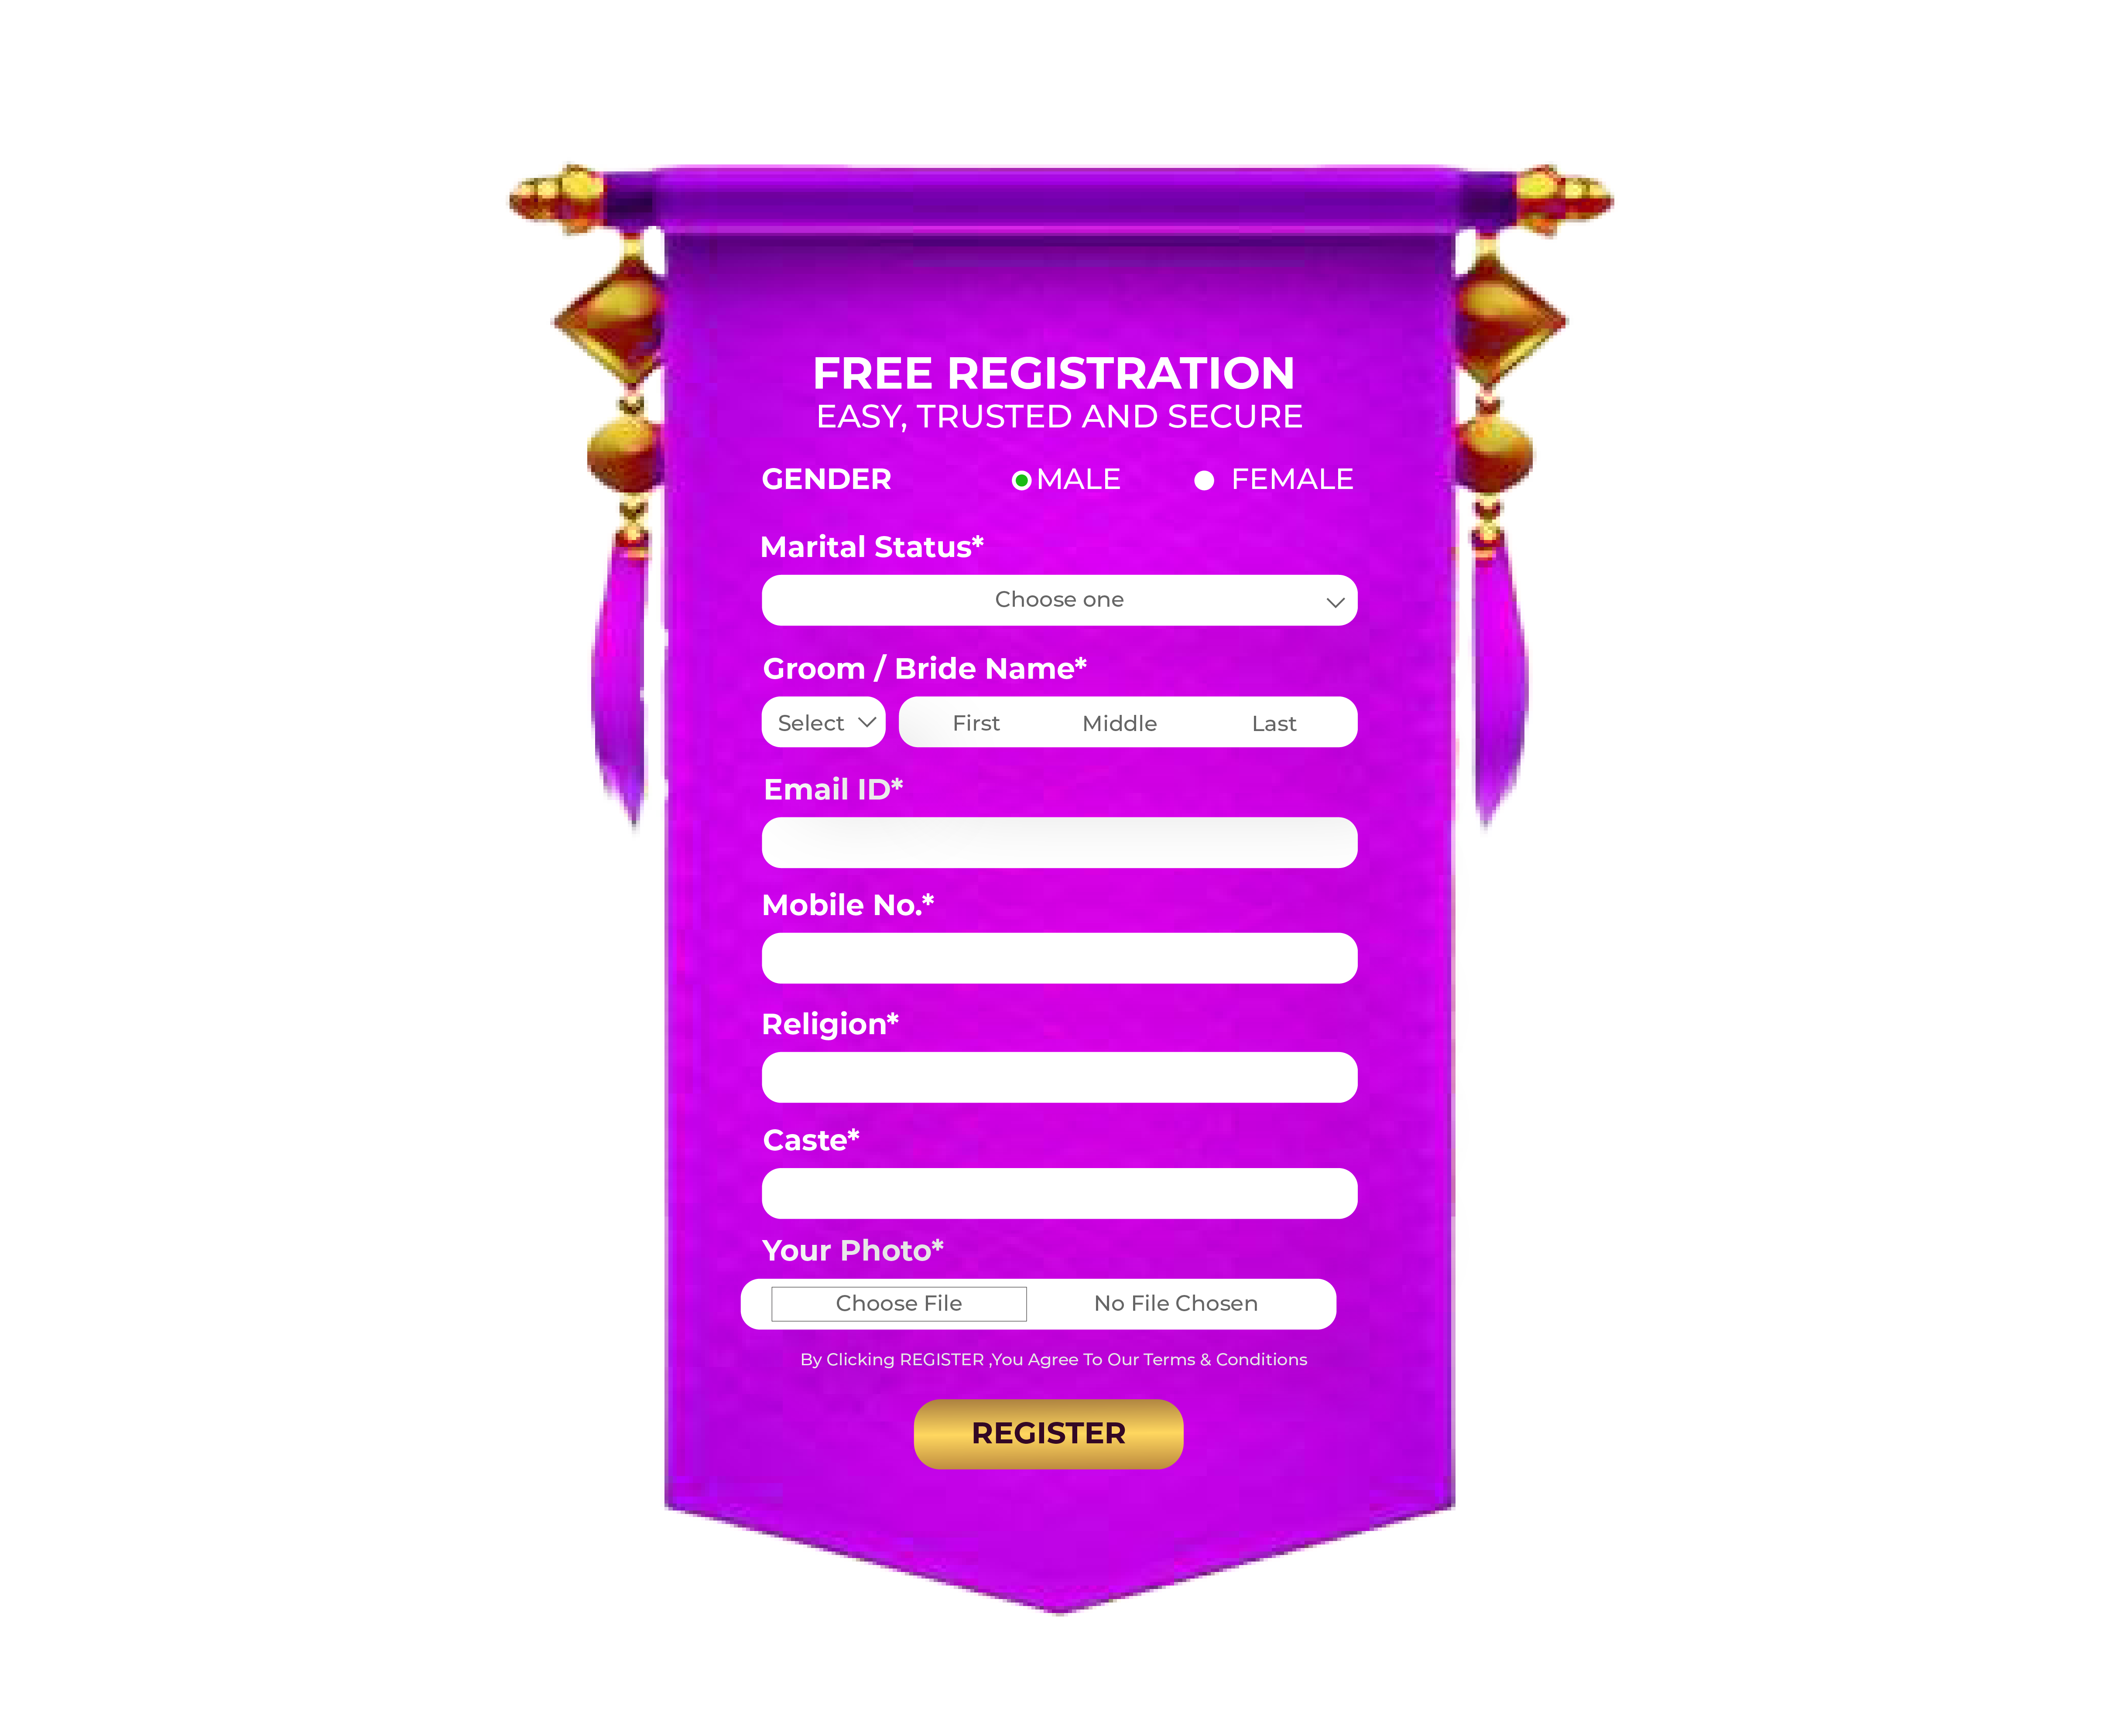 FREE REGISTRATION
EASY, TRUSTED AND SECURE
GENDER MALE FEMALE
Marital Status*
Choose one
Groom / Bride Name*
Select First Middle Last
Email ID*
Mobile No.*
Religion*
Caste*
Your Photo*
Choose File No File Chosen
By Clicking REGISTER ,You Agree To Our Terms & Conditions
REGISTER